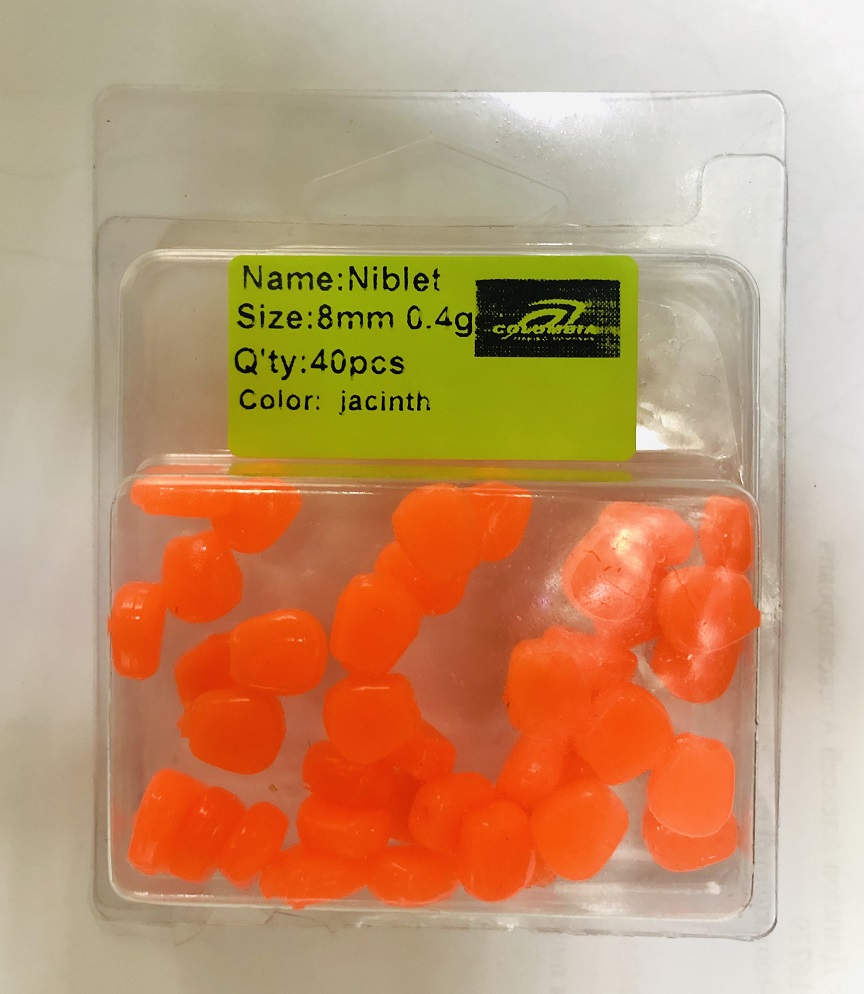 Name:Niblet
Size:8mm 0.4g
COLUMBIA
Q'ty:40pcs
Color: jacinth